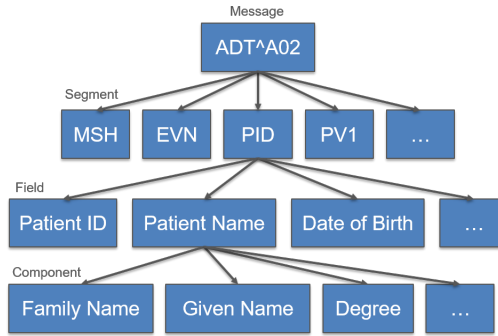 Message
ADT^A02
Segment
MSH EVN PID PV1 ...
Field
Patient ID Patient Name Date of Birth ...
Component
Family Name Given Name Degree ...